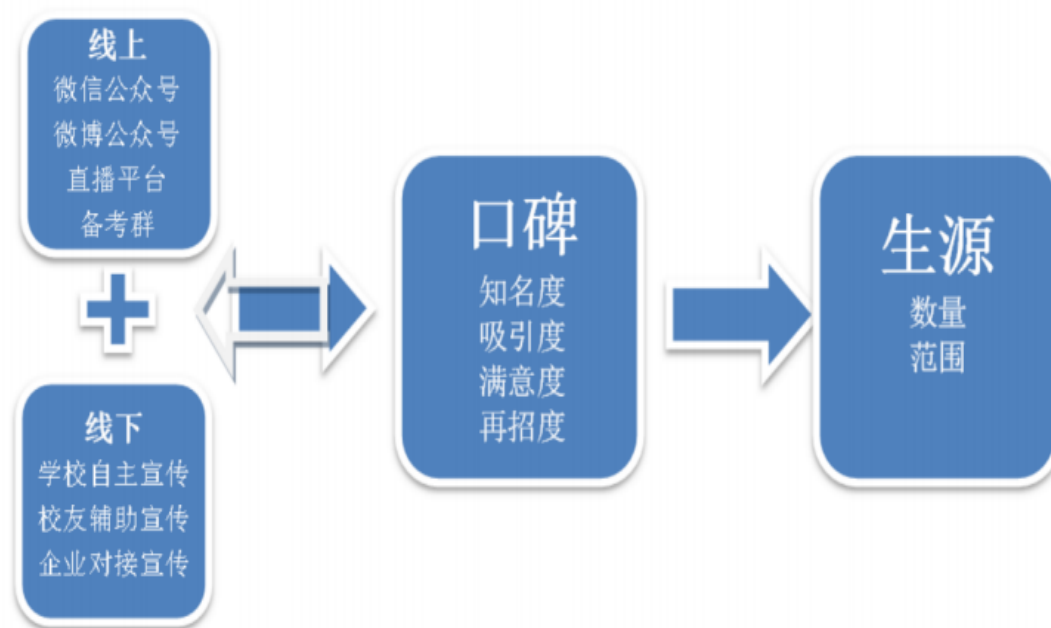 线上
微信公众号
微博公众号
直播平台
备考群
线下
学校自主宣传
校友辅助宣传
企业对接宣传
口碑
知名度
吸引度
满意度
再招度
生源
数量
范围